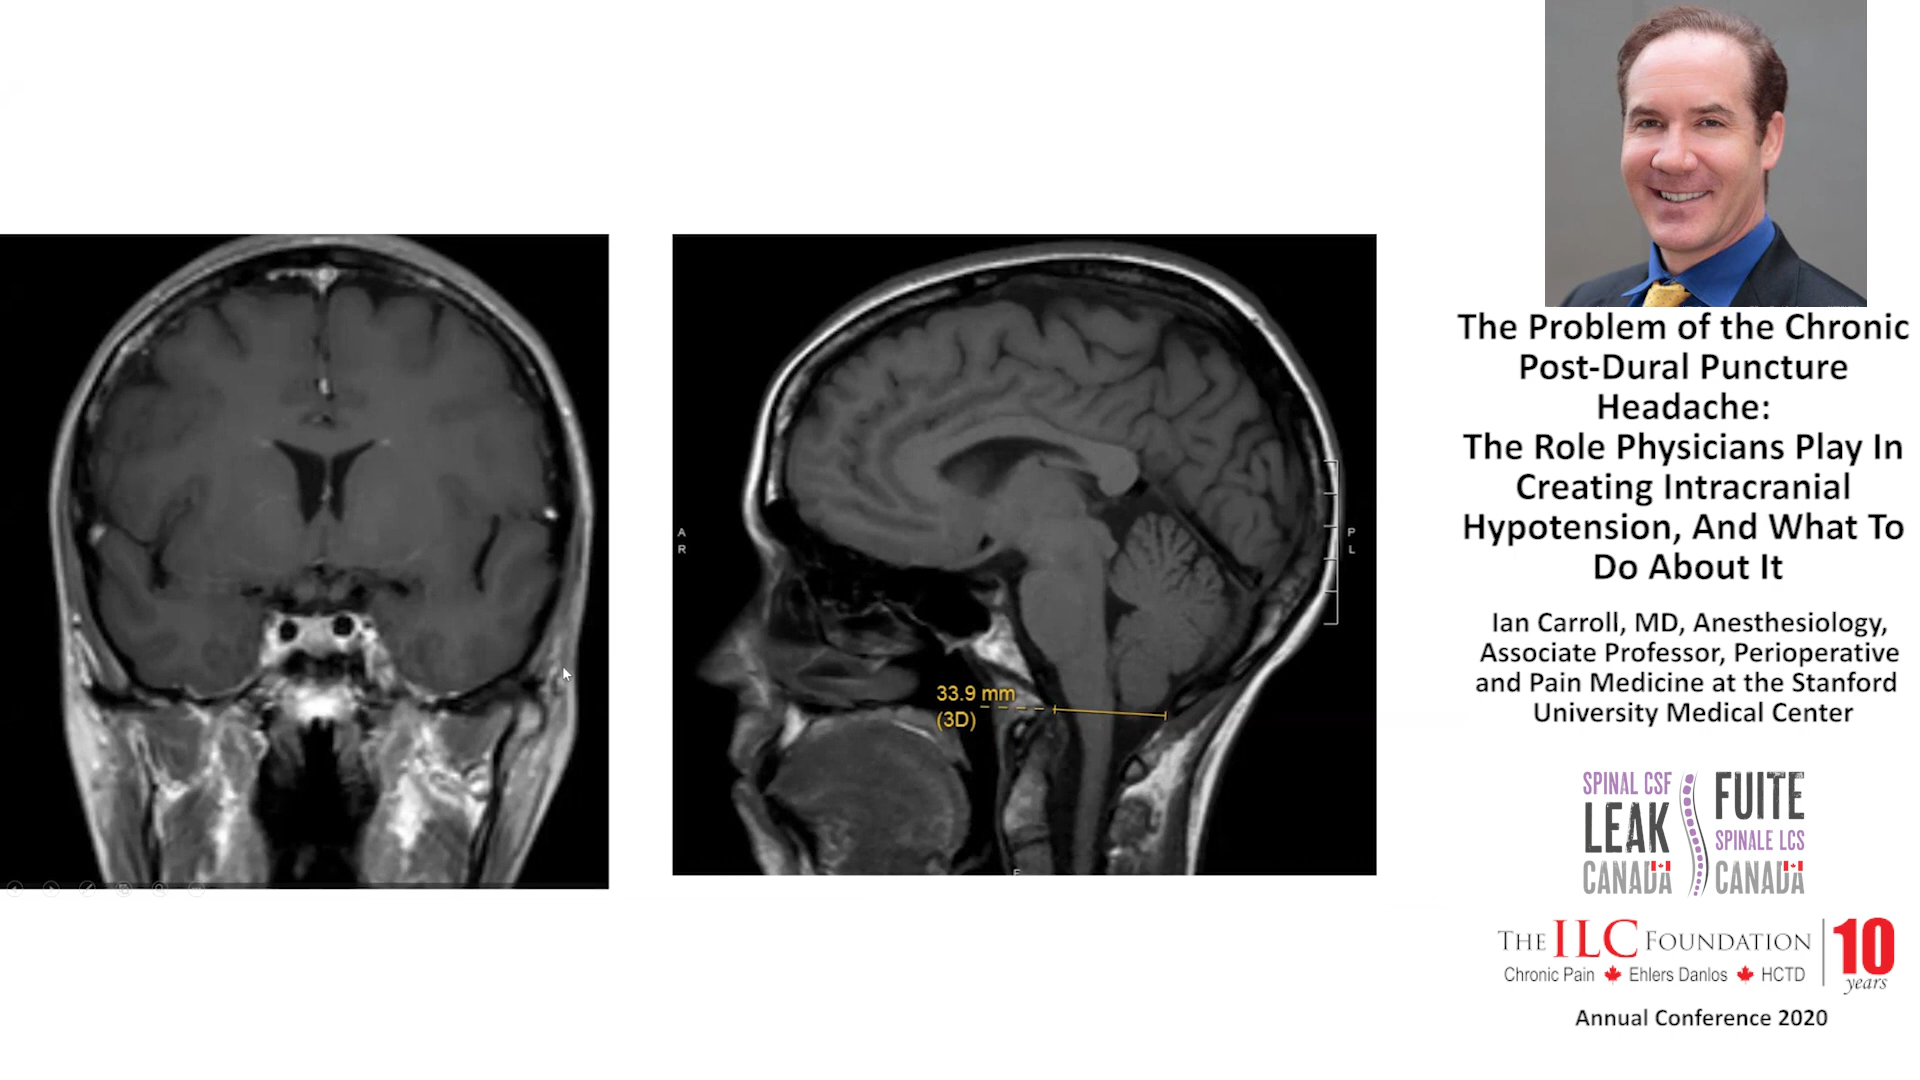 A
R
33.9 mm
(3D)
P
L
F
The Problem of the Chronic
Post-Dural Puncture
Headache:
The Role Physicians Play In
Creating Intracranial
Hypotension, And What To
Do About It
Ian Carroll, MD, Anesthesiology,
Associate Professor, Perioperative
and Pain Medicine at the Stanford
University Medical Center
SPINAL CSF
LEAK
CANADA
FUITE
SPINALE LCS
CANADA
THE ILC FOUNDATION
Chronic Pain Ehlers Danlos HCTD
10
years
Annual Conference 2020